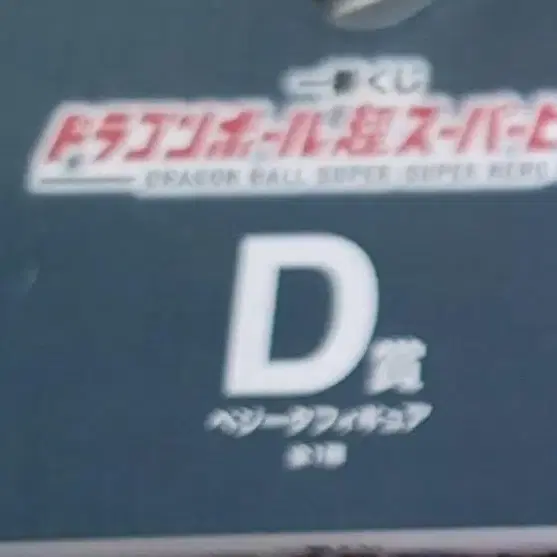 一番くじ
ドラゴンボール超スーパーヒ
DRAGON BALL SUPER SUPER HERO
D賞
ベジータフィギュア
全1種